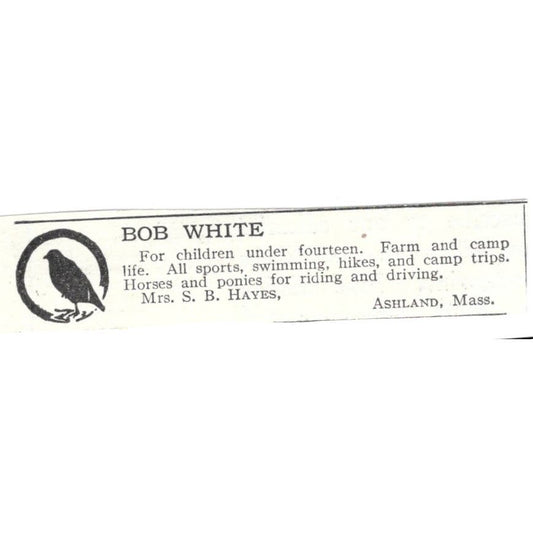 BOB WHITE
For children under fourteen. Farm and camp
life. All sports, swimming, hikes, and camp trips.
Horses and ponies for riding and driving.
Mrs. S. B. HAYES, ASHLAND, Mass.